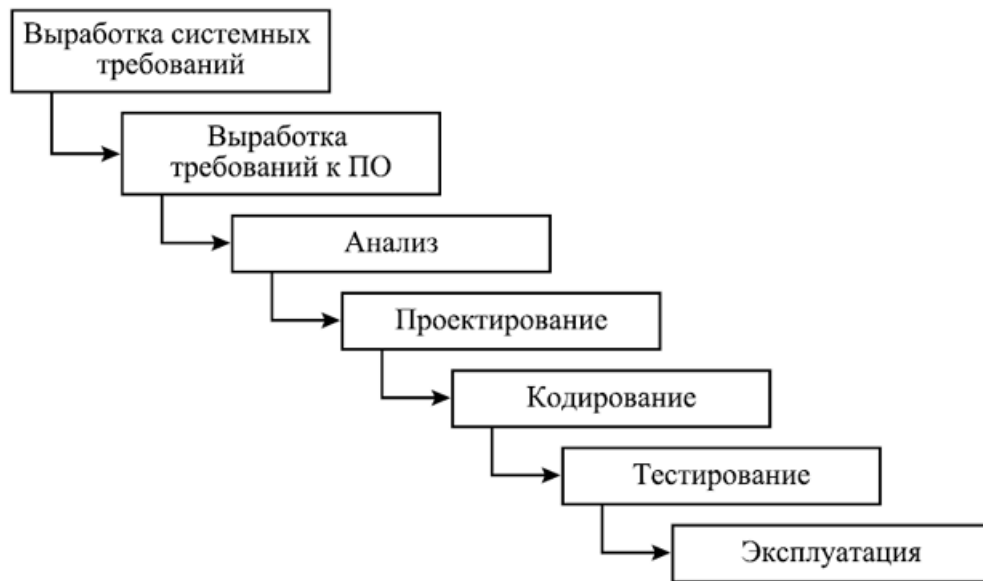 Выработка системных
требований
Выработка
требований к ПО
Анализ
Проектирование
Кодирование
Тестирование
Эксплуатация